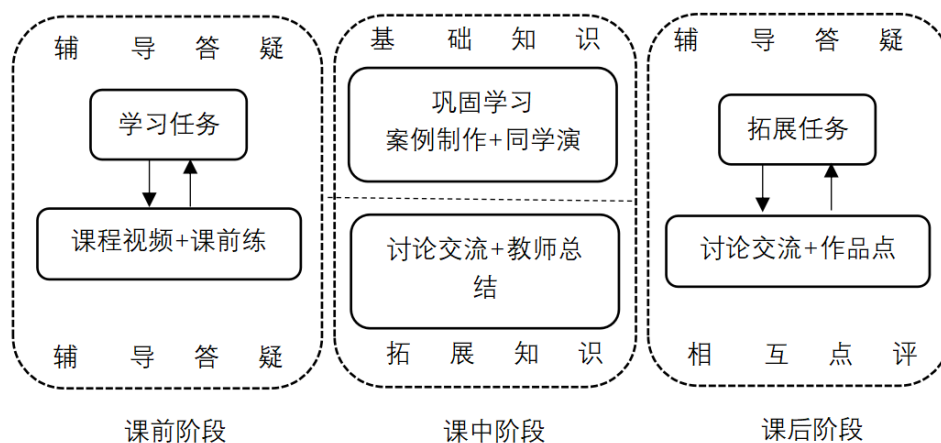 辅 导 答 疑
学习任务
课程视频+课前练
辅 导 答 疑
课前阶段
基 础 知 识
巩固学习
案例制作+同学演
讨论交流+教师总
结
拓 展 知 识
课中阶段
辅 导 答 疑
拓展任务
讨论交流+作品点
相 互 点 评
课后阶段